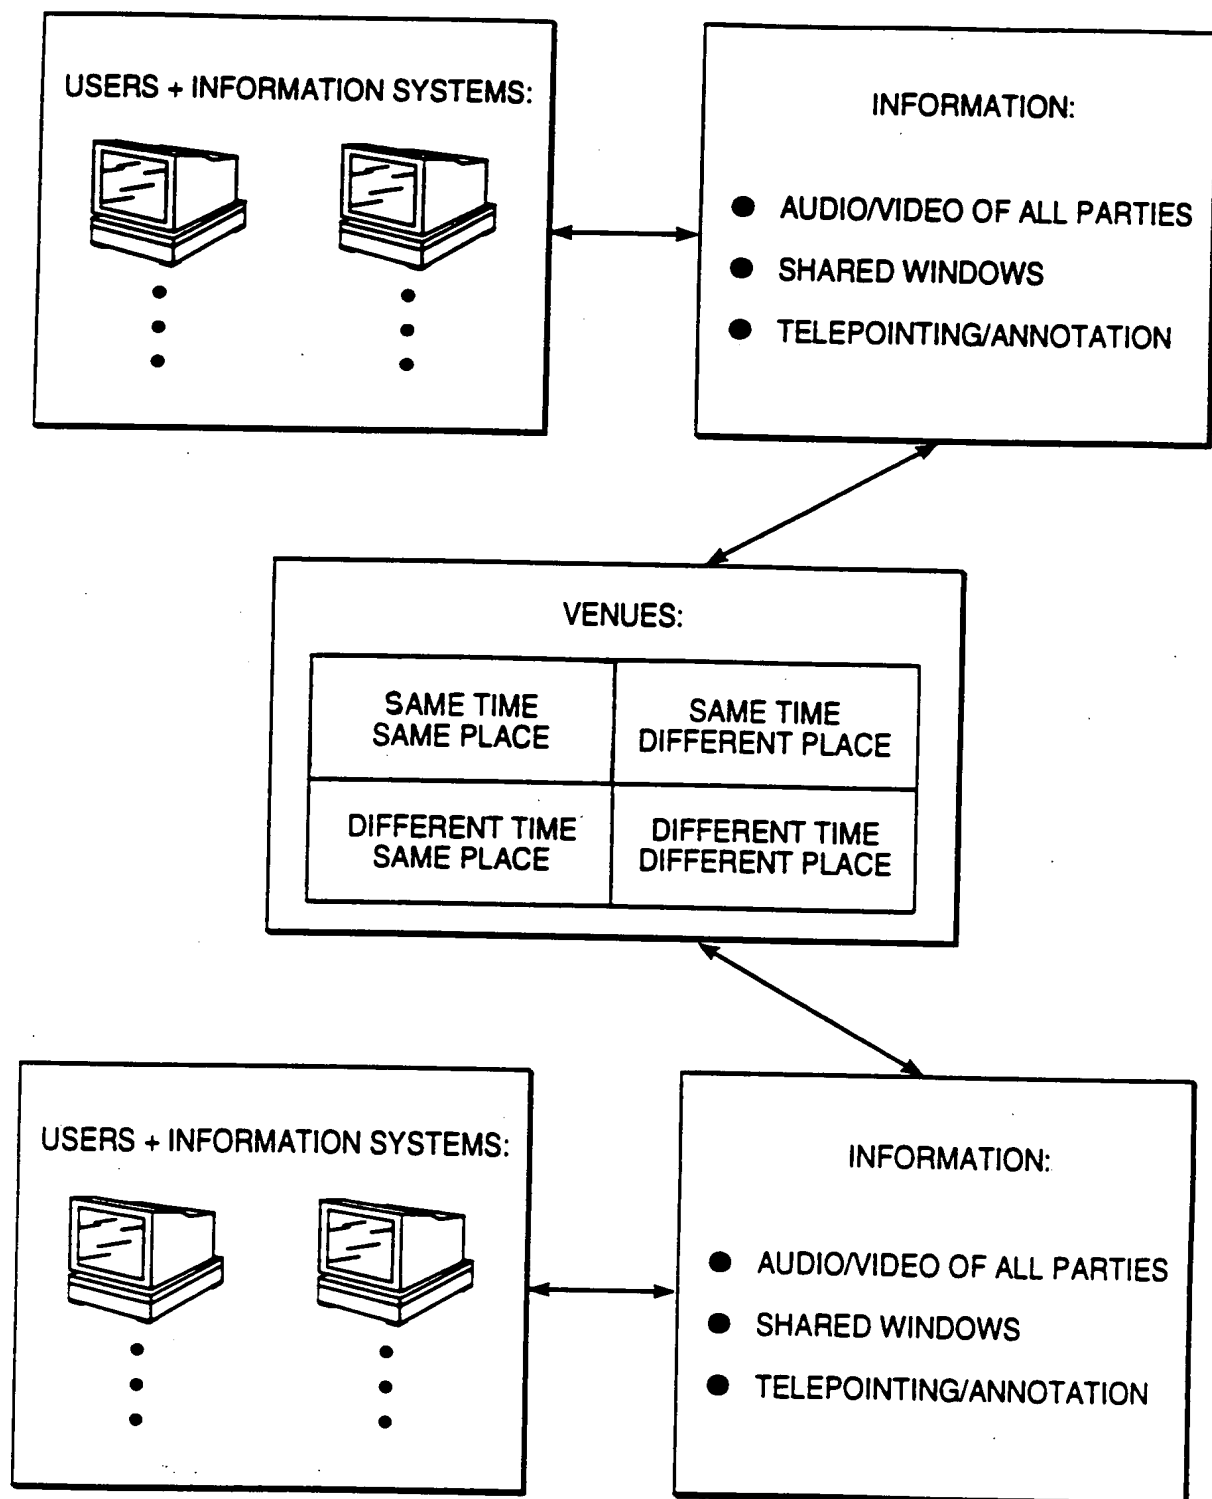 USERS + INFORMATION SYSTEMS:
INFORMATION:
AUDIO/VIDEO OF ALL PARTIES
SHARED WINDOWS
TELEPOINTING/ANNOTATION
VENUES:
SAME TIME
SAME PLACE
SAME TIME
DIFFERENT PLACE
DIFFERENT TIME
SAME PLACE
DIFFERENT TIME
DIFFERENT PLACE
USERS + INFORMATION SYSTEMS:
INFORMATION:
AUDIO/VIDEO OF ALL PARTIES
SHARED WINDOWS
TELEPOINTING/ANNOTATION